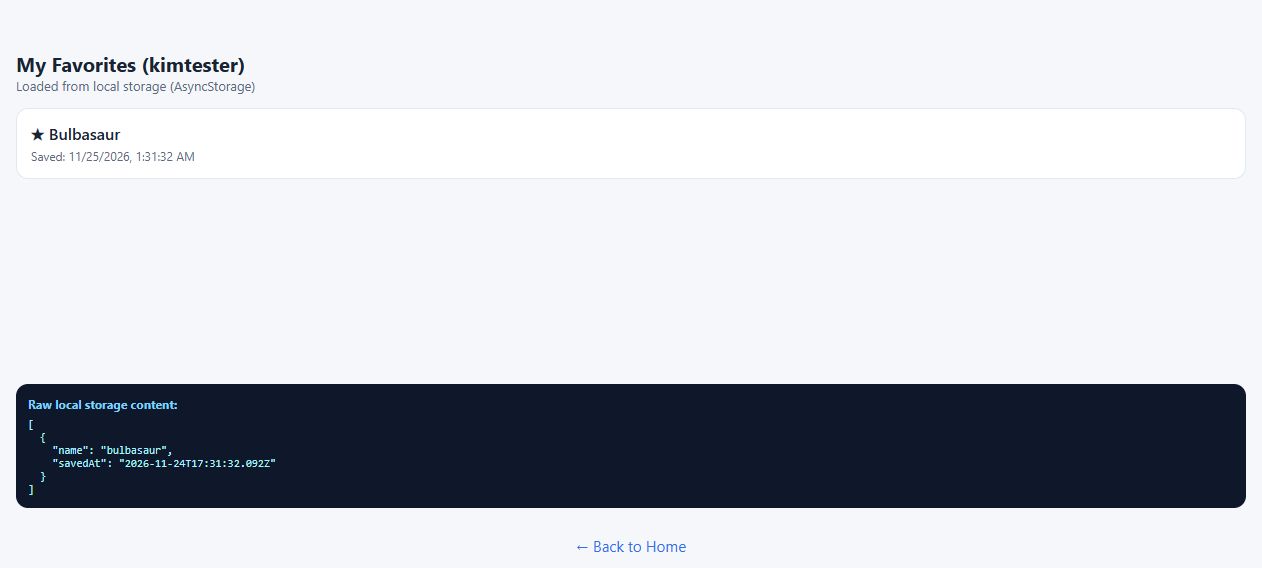 My Favorites (kimtester)
Loaded from local storage (AsyncStorage)
★ Bulbasaur
Saved: 11/25/2026, 1:31:32 AM
Raw local storage content:
[
  {
    "name": "bulbasaur",
    "savedAt": "2026-11-24T17:31:32.092Z"
  }
]
← Back to Home